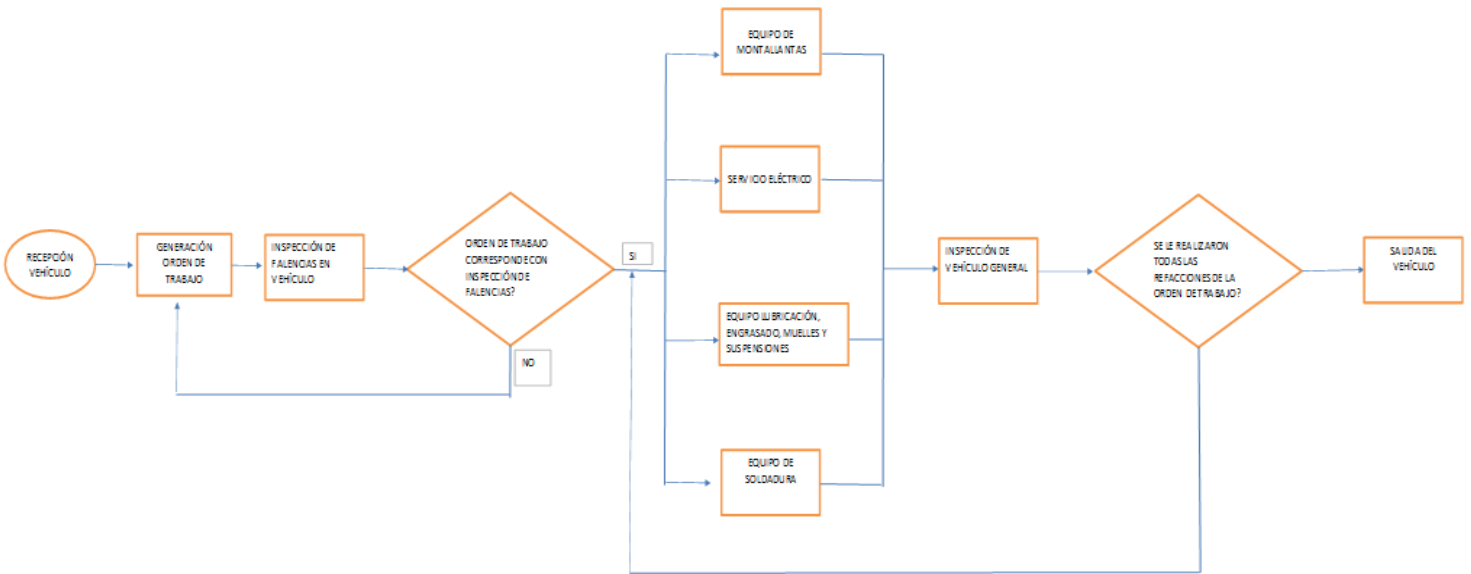 RECEPCIÓN
VEHÍCULO
GENERACIÓN
ORDEN DE
TRABAJO
INSPECCIÓN DE
FALENCIAS EN
VEHÍCULO
ORDEN DE TRABAJO
CORRESPONDE CON
INSPECCIÓN DE
FALENCIAS?
NO
SI
EQUIPO DE
MONTALLANTAS
SERVICIO ELÉCTRICO
EQUIPO LUBRICACIÓN,
ENGRASADO, MUELLES Y
SUSPENSIONES
EQUIPO DE
SOLDADURA
INSPECCIÓN DE
VEHÍCULO GENERAL
SE LE REALIZARON
TODAS LAS
REFACCIONES DE LA
ORDEN DE TRABAJO?
SALIDA DEL
VEHÍCULO